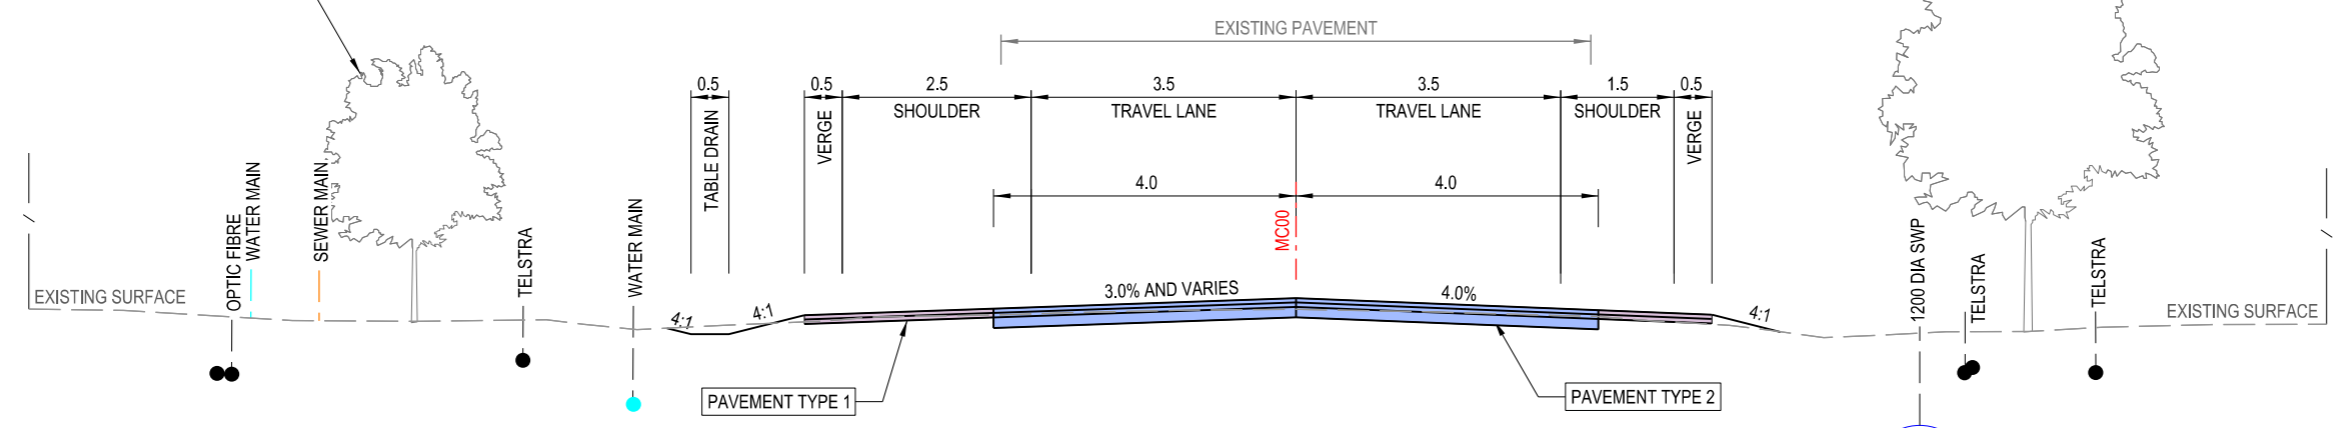 EXISTING PAVEMENT
0.5
0.5
2.5
3.5
3.5
1.5
0.5
SHOULDER
TRAVEL LANE
TRAVEL LANE
SHOULDER
TABLE DRAIN
VERGE
VERGE
4.0
4.0
MC00
OPTIC FIBRE
WATER MAIN
SEWER MAIN
TELSTRA
WATER MAIN
1200 DIA SWP
TELSTRA
TELSTRA
EXISTING SURFACE
4:1
4:1
3.0% AND VARIES
4.0%
4:1
EXISTING SURFACE
PAVEMENT TYPE 1
PAVEMENT TYPE 2